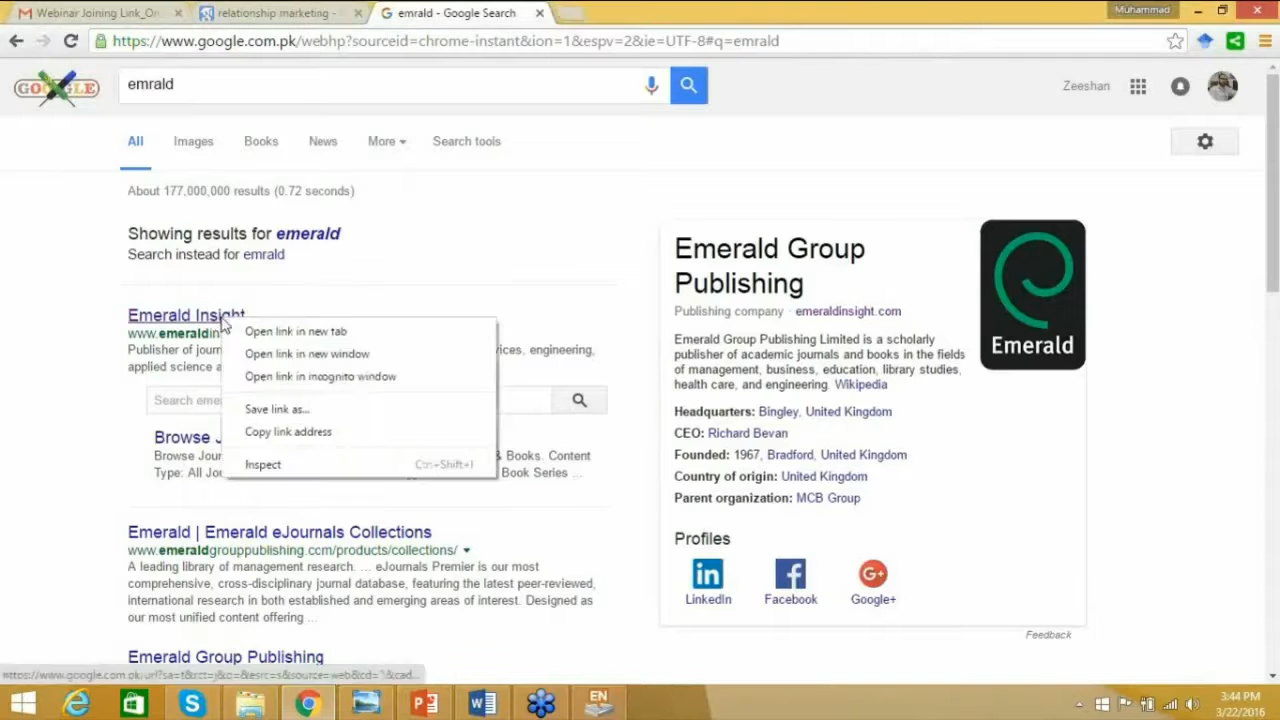 Webinar Joining Link_On
relationship marketing -
emrald - Google Search
Muhammad
https://www.google.com.pk/webhp?sourceid=chrome-instant&ion=1&espv=2&ie=UTF-8#q=emrald
GOOGLE
emrald
Zeeshan
All Images Books News More Search tools
About 177,000,000 results (0.72 seconds)
Showing results for emerald
Search instead for emrald
Emerald Insight
www.emeraldin
Publisher of journ vices, engineering,
applied science a
Search eme
Browse J
Browse Jour & Books. Content
Type: All Jou Book Series ...
Open link in new tab
Open link in new window
Open link in incognito window
Save link as...
Copy link address
Inspect Ctrl+Shift+I
Emerald | Emerald eJournals Collections
www.emeraldgrouppublishing.com/products/collections/
A leading library of management research. ... eJournals Premier is our most
comprehensive, cross-disciplinary journal database, featuring the latest peer-reviewed,
international research in both established and emerging areas of interest. Designed as
our most unified content offering ...
Emerald Group Publishing
Emerald Group
Publishing
Publishing company · emeraldinsight.com
Emerald
Emerald Group Publishing Limited is a scholarly
publisher of academic journals and books in the fields
of management, business, education, library studies,
health care, and engineering. Wikipedia
Headquarters: Bingley, United Kingdom
CEO: Richard Bevan
Founded: 1967, Bradford, United Kingdom
Country of origin: United Kingdom
Parent organization: MCB Group
Profiles
LinkedIn Facebook Google+
Feedback
EN
3:44 PM
3/22/2016